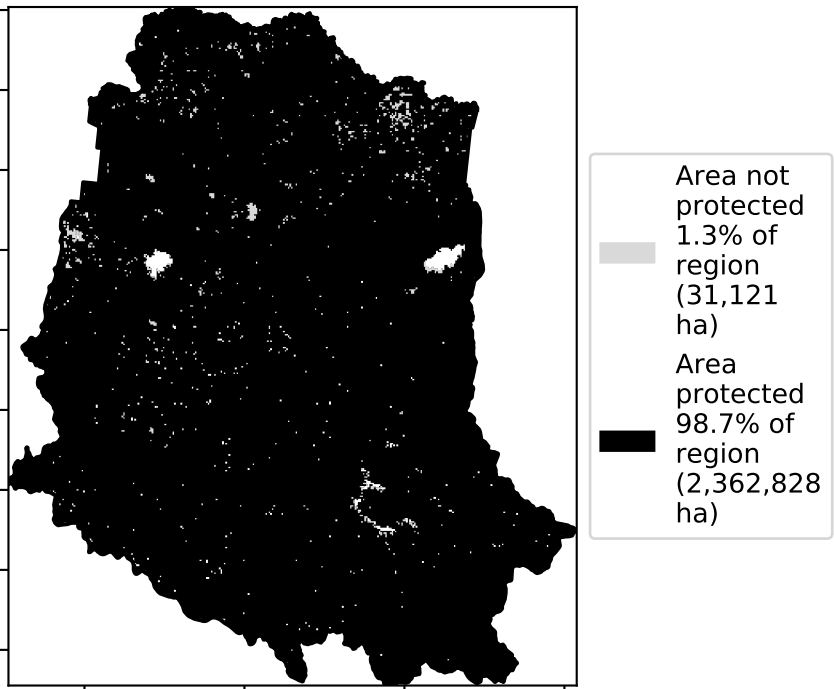 Area not
protected
1.3% of
region
(31,121
ha)
Area
protected
98.7% of
region
(2,362,828
ha)